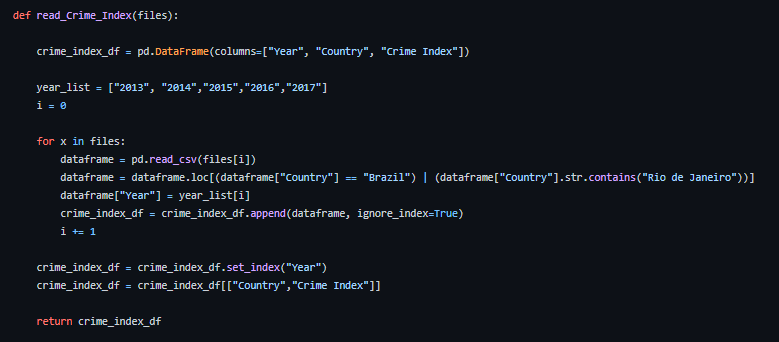 def read_Crime_Index(files):
    crime_index_df = pd.DataFrame(columns=["Year", "Country", "Crime Index"])
    year_list = ["2013", "2014","2015","2016","2017"]
    i = 0
    for x in files:
        dataframe = pd.read_csv(files[i])
        dataframe = dataframe.loc[(dataframe["Country"] == "Brazil") | (dataframe["Country"].str.contains("Rio de Janeiro"))]
        dataframe["Year"] = year_list[i]
        crime_index_df = crime_index_df.append(dataframe, ignore_index=True)
        i += 1
    crime_index_df = crime_index_df.set_index("Year")
    crime_index_df = crime_index_df[["Country","Crime Index"]]
    return crime_index_df